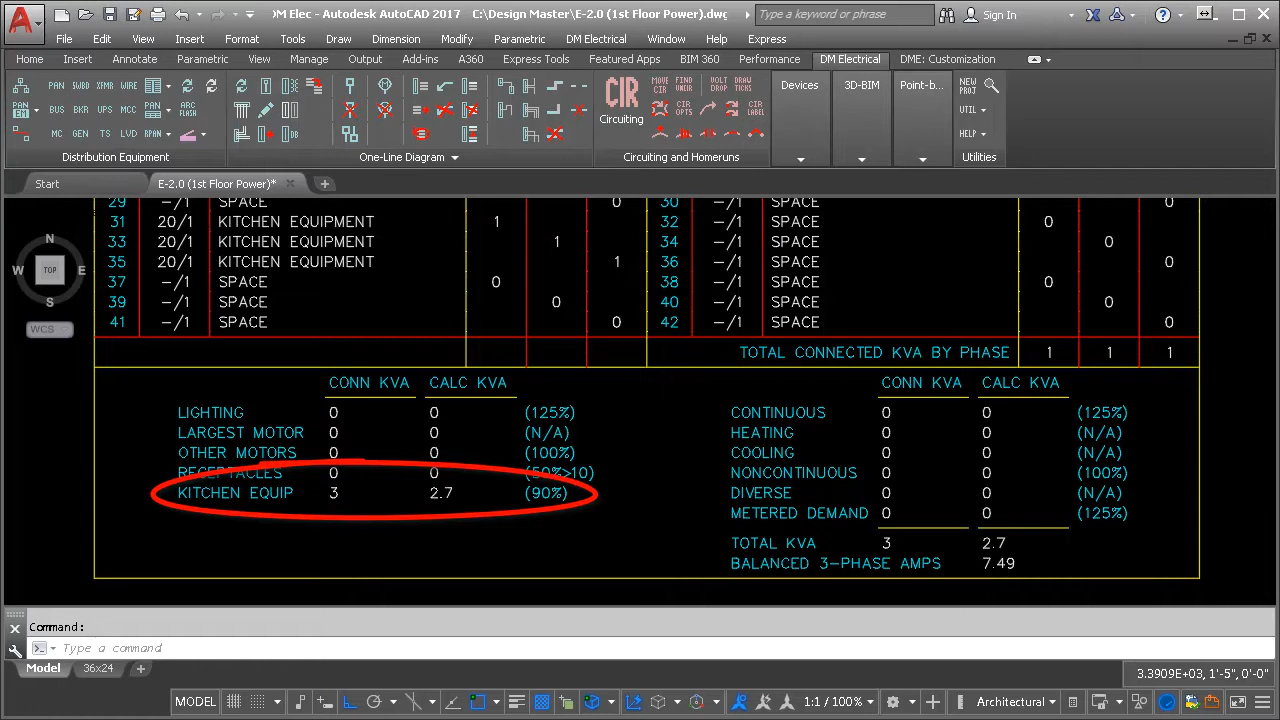 DM Elec - Autodesk AutoCAD 2017 C:\Design Master\E-2.0 (1st Floor Power).dwg Type a keyword or phrase Sign In
File Edit View Insert Format Tools Draw Dimension Modify Parametric DM Electrical Window Help Express
Home Insert Annotate Parametric View Manage Output Add-ins A360 Express Tools Featured Apps BIM 360 Performance DM Electrical DME: Customization
PAN SWBD XFMR WIRE
BUS BKR UPS MCC PAN ARC FLASH
PAN EM
MC GEN TS LVD RPAN
DB
CIR
Circuiting
MOVE CIR FIND UNCIR VOLT DROP DRAW TICKS
CIR OPTS CIR LABEL
Devices 3D-BIM Point-b...
NEW PROJ
UTIL
HELP
Distribution Equipment One-Line Diagram Circuiting and Homeruns Utilities
Start E-2.0 (1st Floor Power)*
29 -/1 SPACE 0 30 -/1 SPACE 0
31 20/1 KITCHEN EQUIPMENT 1 32 -/1 SPACE 0
33 20/1 KITCHEN EQUIPMENT 1 34 -/1 SPACE 0
35 20/1 KITCHEN EQUIPMENT 1 36 -/1 SPACE 0
37 -/1 SPACE 0 38 -/1 SPACE 0
39 -/1 SPACE 0 40 -/1 SPACE 0
41 -/1 SPACE 0 42 -/1 SPACE 0
N
W TOP E
S
WCS
TOTAL CONNECTED KVA BY PHASE 1 1 1
CONN KVA CALC KVA CONN KVA CALC KVA
LIGHTING 0 0 (125%) CONTINUOUS 0 0 (125%)
LARGEST MOTOR 0 0 (N/A) HEATING 0 0 (N/A)
OTHER MOTORS 0 0 (100%) COOLING 0 0 (N/A)
RECEPTACLES 0 0 (50%>10) NONCONTINUOUS 0 0 (100%)
KITCHEN EQUIP 3 2.7 (90%) DIVERSE 0 0 (N/A)
METERED DEMAND 0 0 (125%)
TOTAL KVA 3 2.7
BALANCED 3-PHASE AMPS 7.49
Command:
Type a command
Model 36x24
3.3909E+03, 1'-5", 0'-0"
MODEL 1:1 / 100% Architectural